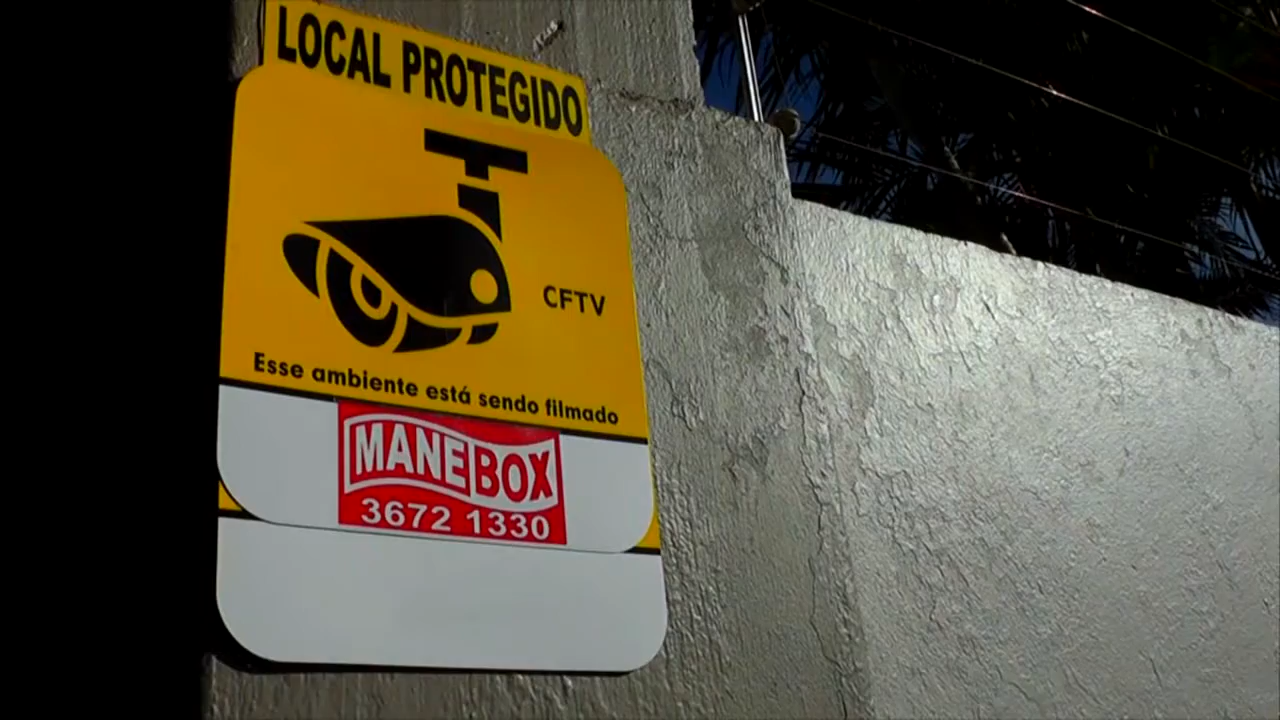 LOCAL PROTEGIDO
CFTV
Esse ambiente está sendo filmado
MANEBOX
3672 1330